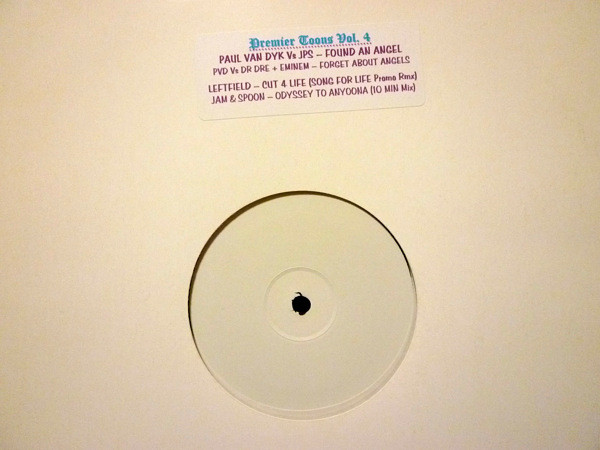 Premier Toons Vol. 4
PAUL VAN DYK Vs JPS – FOUND AN ANGEL
PVD Vs DR DRE + EMINEM – FORGET ABOUT ANGELS
LEFTFIELD – CUT 4 LIFE (SONG FOR LIFE Promo Rmx)
JAM & SPOON – ODYSSEY TO ANYOONA (10 MIN Mix)